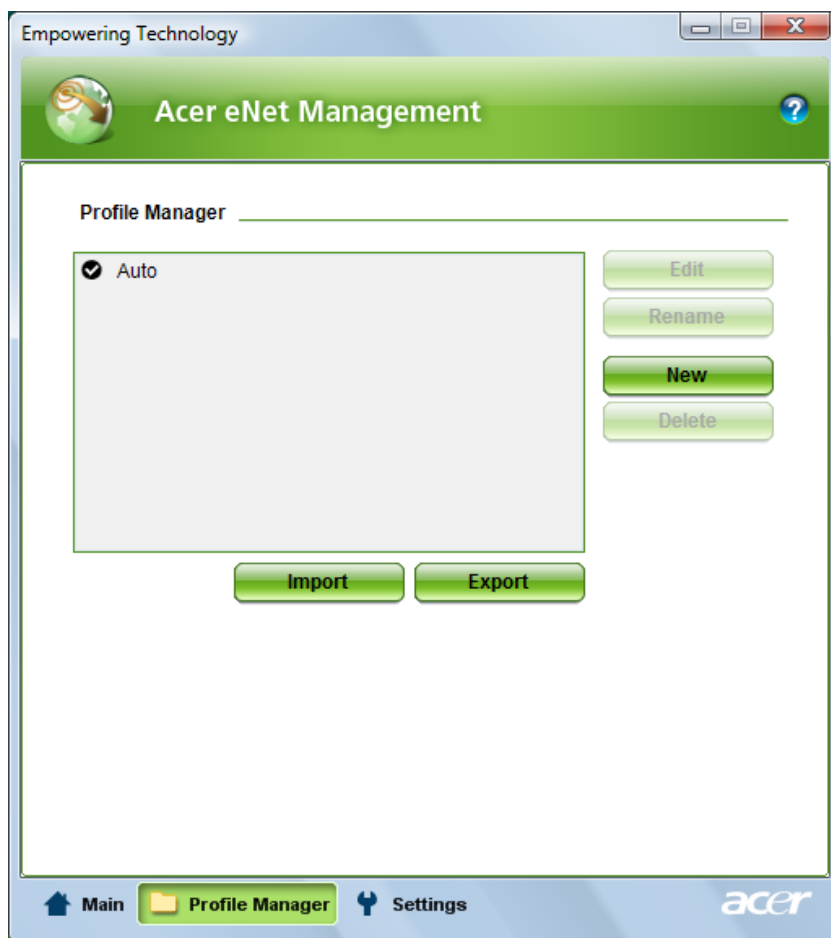 Empowering Technology
Acer eNet Management
?
Profile Manager
Auto
Edit
Rename
New
Delete
Import
Export
Main
Profile Manager
Settings
acer